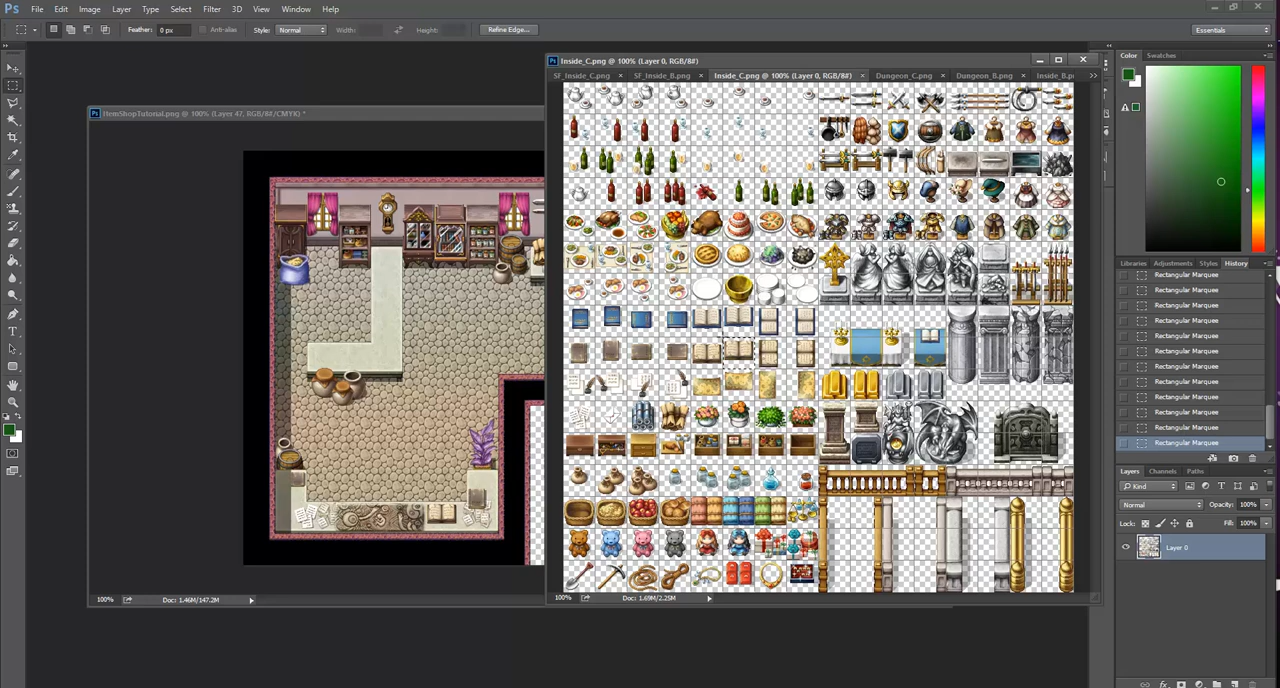 Ps File Edit Image Layer Type Select Filter 3D View Window Help
Feather: 0 px Anti-alias Style: Normal Width: Height: Refine Edge... Essentials
Ps Inside_C.png @ 100% (Layer 0, RGB/8#)
SF_Inside_C.png × SF_Inside_B.png × Inside_C.png @ 100% (Layer 0, RGB/8#) × Dungeon_C.png × Dungeon_B.png × Inside_B.pn
Ps ItemShopTutorial.png @ 100% (Layer 47, RGB/8#/CMYK) *
Color Swatches
Libraries Adjustments Styles History
Rectangular Marquee
Rectangular Marquee
Rectangular Marquee
Rectangular Marquee
Rectangular Marquee
Rectangular Marquee
Rectangular Marquee
Rectangular Marquee
Rectangular Marquee
Rectangular Marquee
Rectangular Marquee
Rectangular Marquee
Layers Channels Paths
Kind
Normal Opacity: 100%
Lock: Fill: 100%
Layer 0
100% Doc: 1.46M/147.2M
100% Doc: 1.69M/2.25M